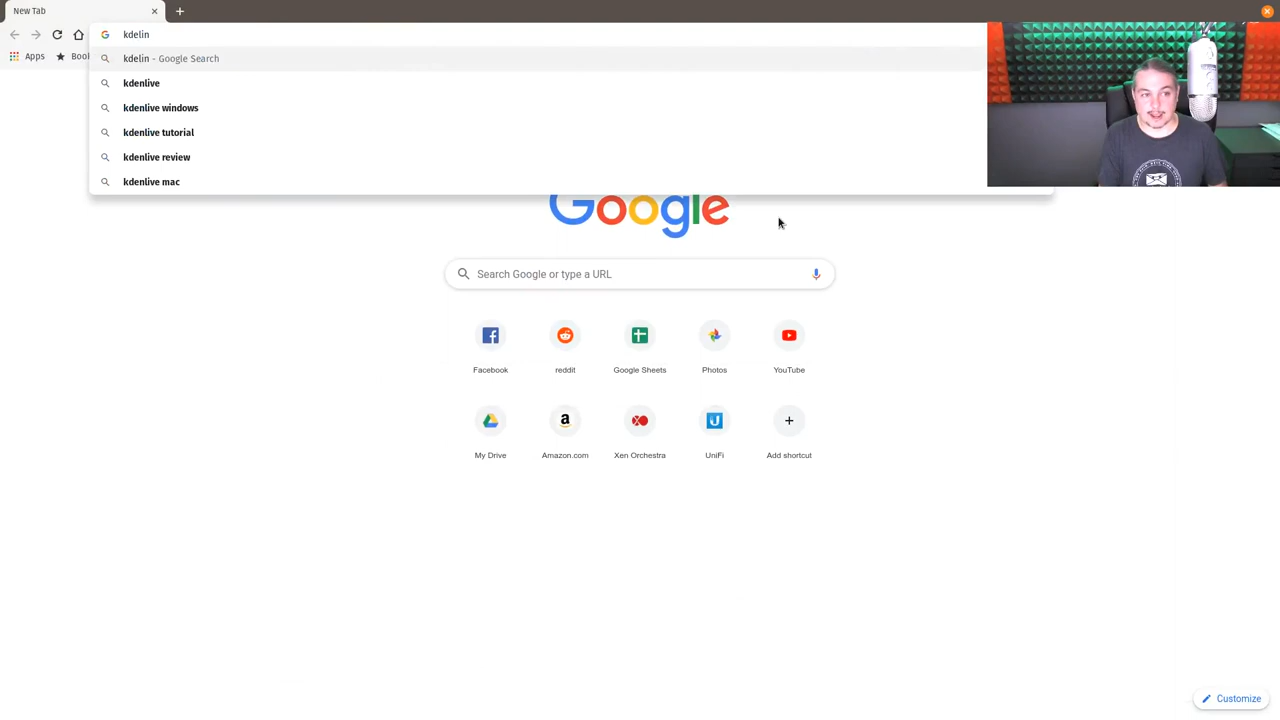 New Tab
kdelin
Apps
Book
kdelin - Google Search
kdenlive
kdenlive windows
kdenlive tutorial
kdenlive review
kdenlive mac
Google
Search Google or type a URL
Facebook
reddit
Google Sheets
Photos
YouTube
My Drive
Amazon.com
Xen Orchestra
UniFi
Add shortcut
Customize